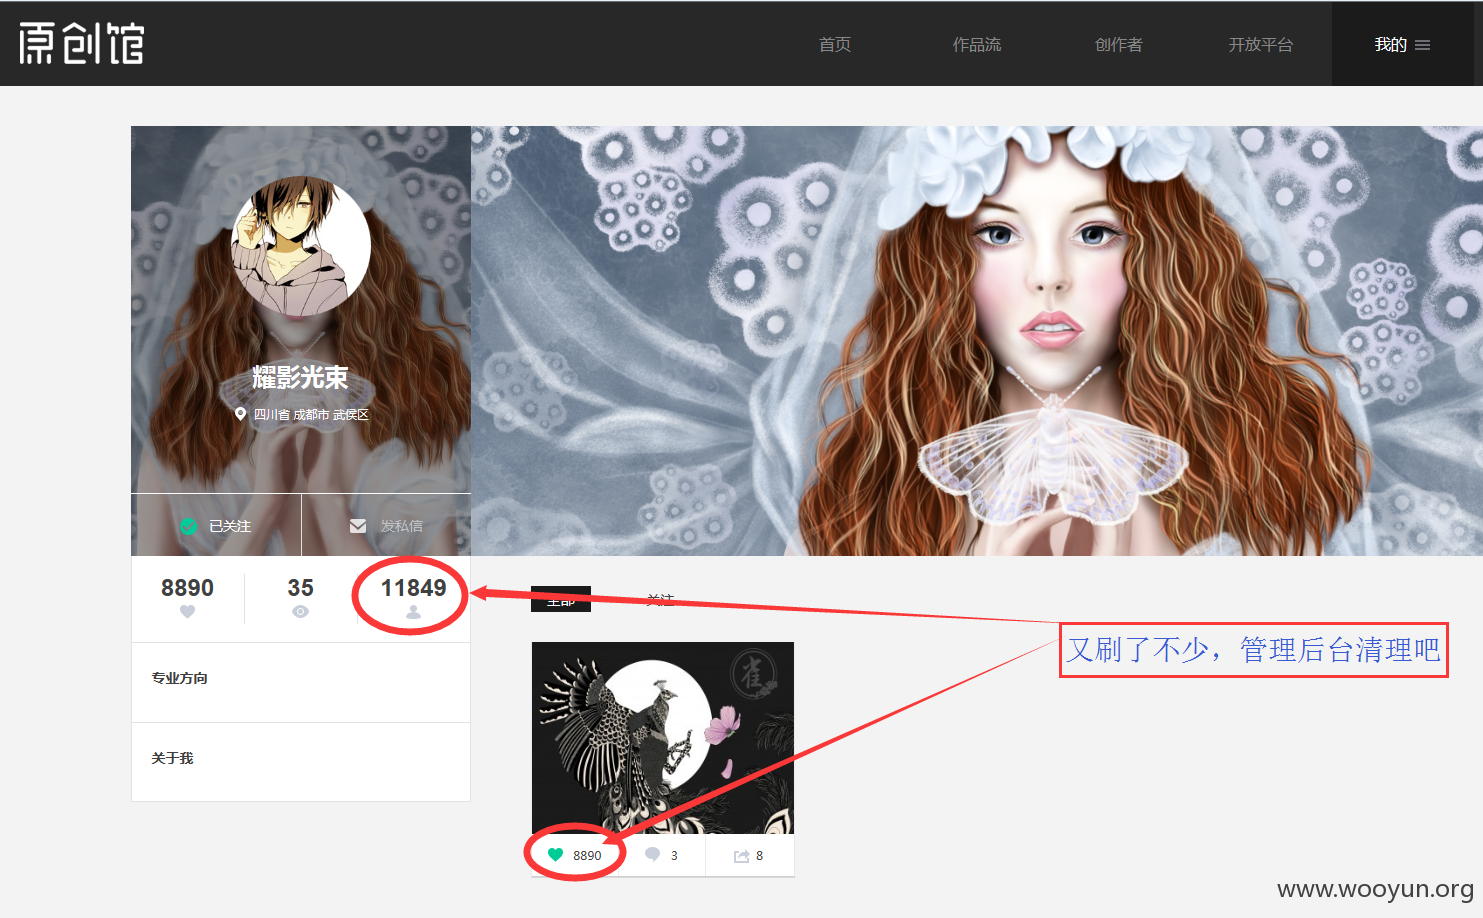 原创馆
首页 作品流 创作者 开放平台 我的
耀影光束
四川省 成都市 武侯区
已关注 发私信
8890 35 11849
全部 关注
又刷了不少，管理后台清理吧
专业方向
关于我
雀
8890 3 8
www.wooyun.org